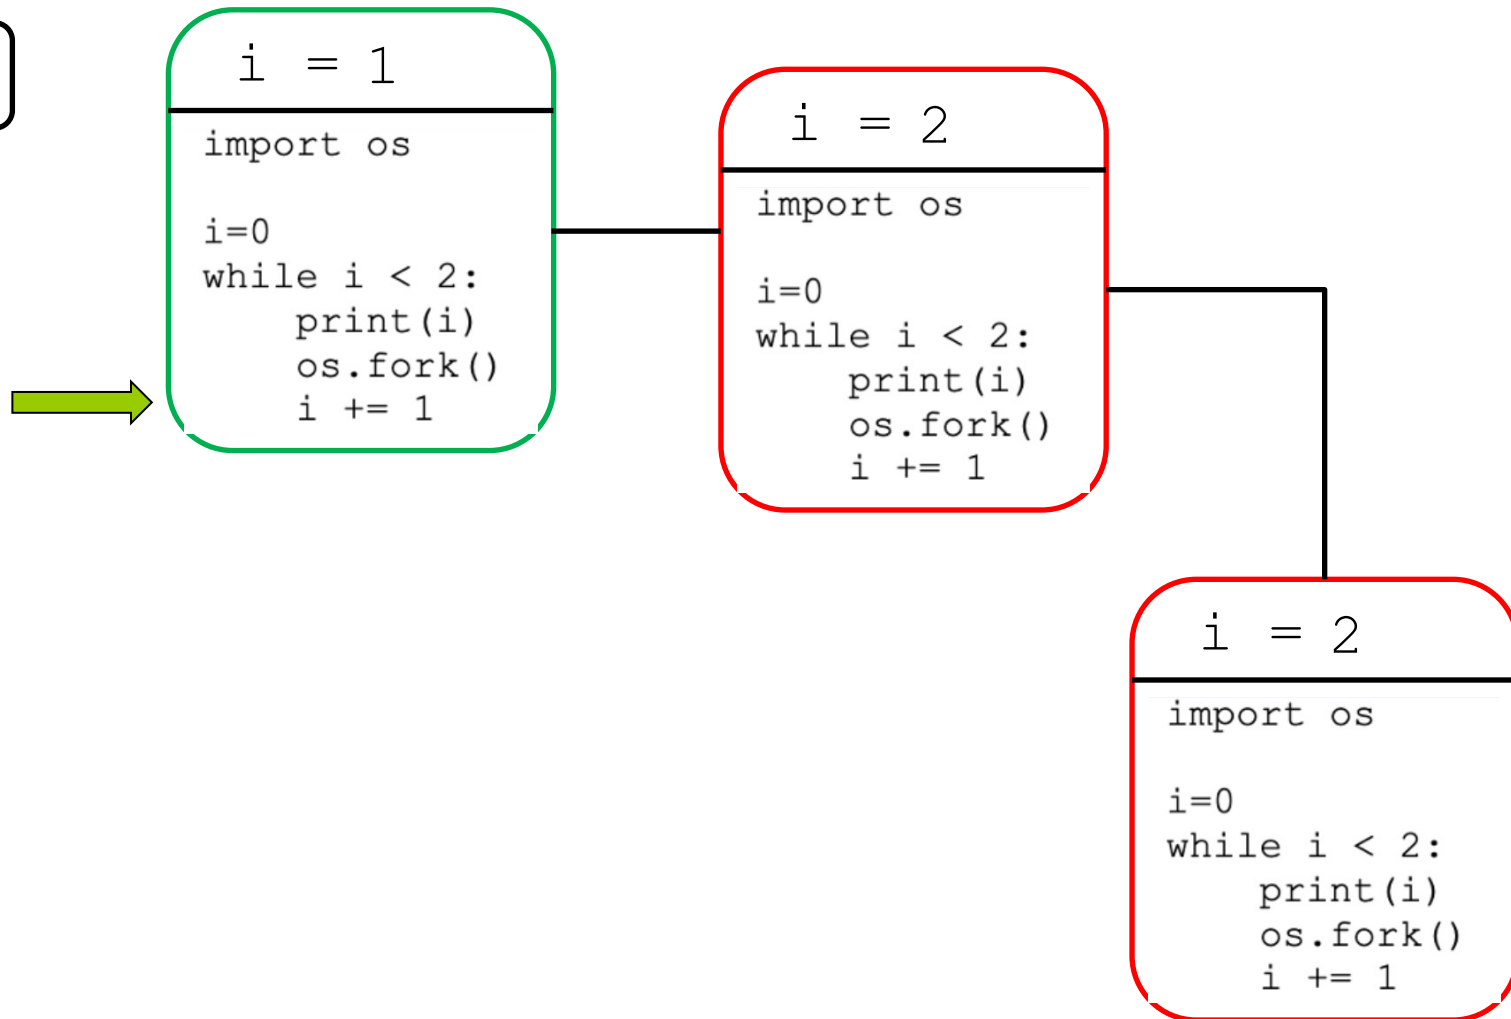 i = 1
import os
i=0
while i < 2:
print(i)
os.fork()
i += 1
i = 2
import os
i=0
while i < 2:
print(i)
os.fork()
i += 1
i = 2
import os
i=0
while i < 2:
print(i)
os.fork()
i += 1